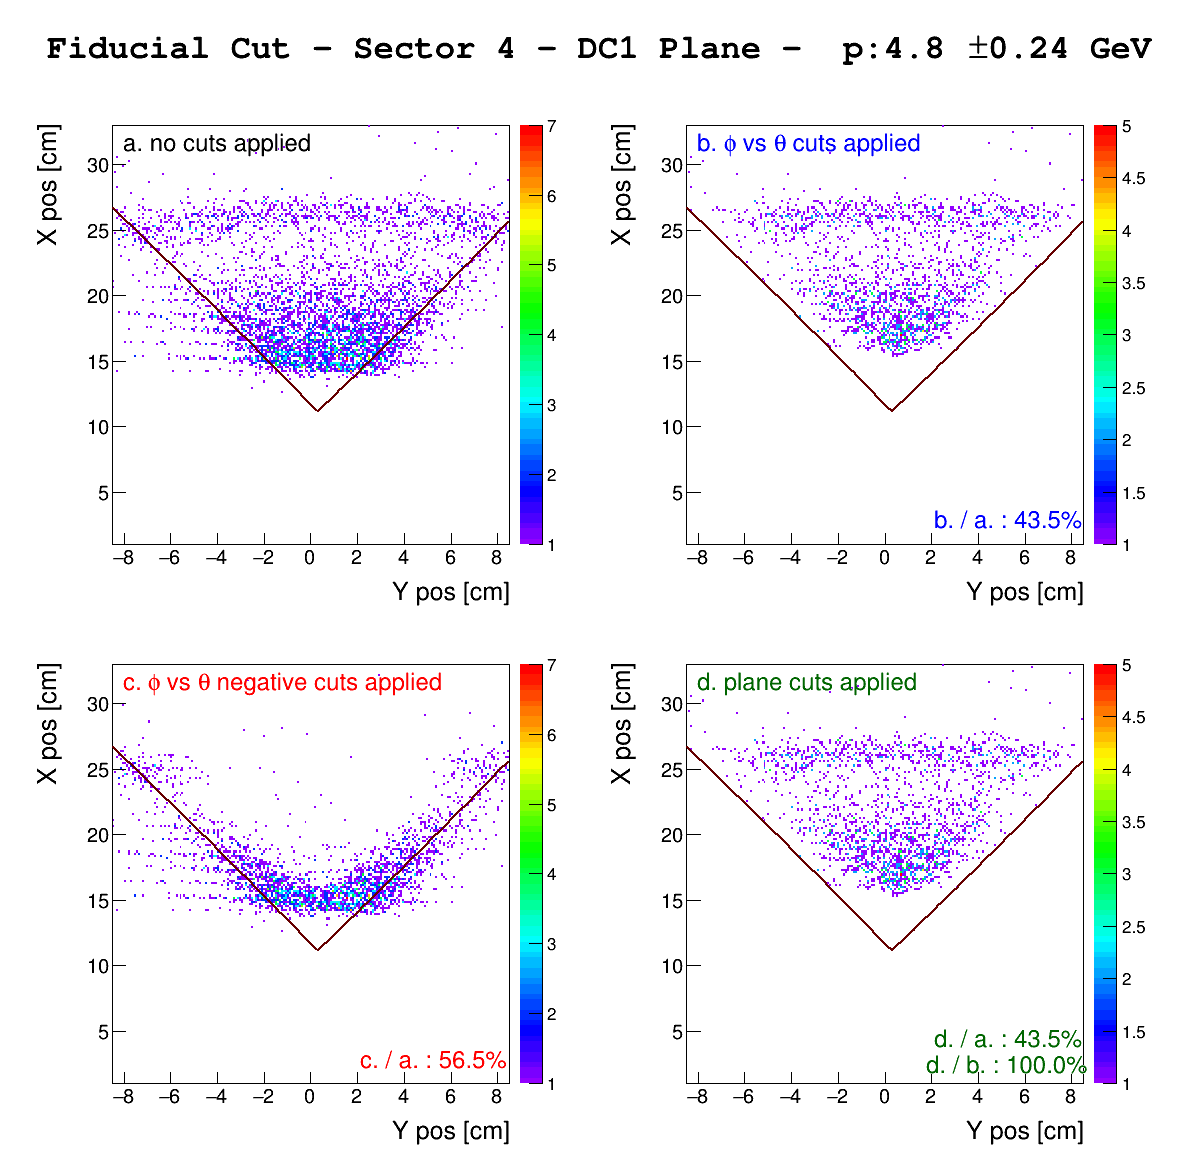 Fiducial Cut – Sector 4 – DC1 Plane – p:4.8 ±0.24 GeV
X pos [cm]
a. no cuts applied
30
25
20
15
10
5
−8 −6 −4 −2 0 2 4 6 8
Y pos [cm]
7
6
5
4
3
2
1
X pos [cm]
b. ϕ vs θ cuts applied
30
25
20
15
10
5
b. / a. : 43.5%
−8 −6 −4 −2 0 2 4 6 8
Y pos [cm]
5
4.5
4
3.5
3
2.5
2
1.5
1
X pos [cm]
c. ϕ vs θ negative cuts applied
30
25
20
15
10
5
c. / a. : 56.5%
−8 −6 −4 −2 0 2 4 6 8
Y pos [cm]
7
6
5
4
3
2
1
X pos [cm]
d. plane cuts applied
30
25
20
15
10
5
d. / a. : 43.5%
d. / b. : 100.0%
−8 −6 −4 −2 0 2 4 6 8
Y pos [cm]
5
4.5
4
3.5
3
2.5
2
1.5
1